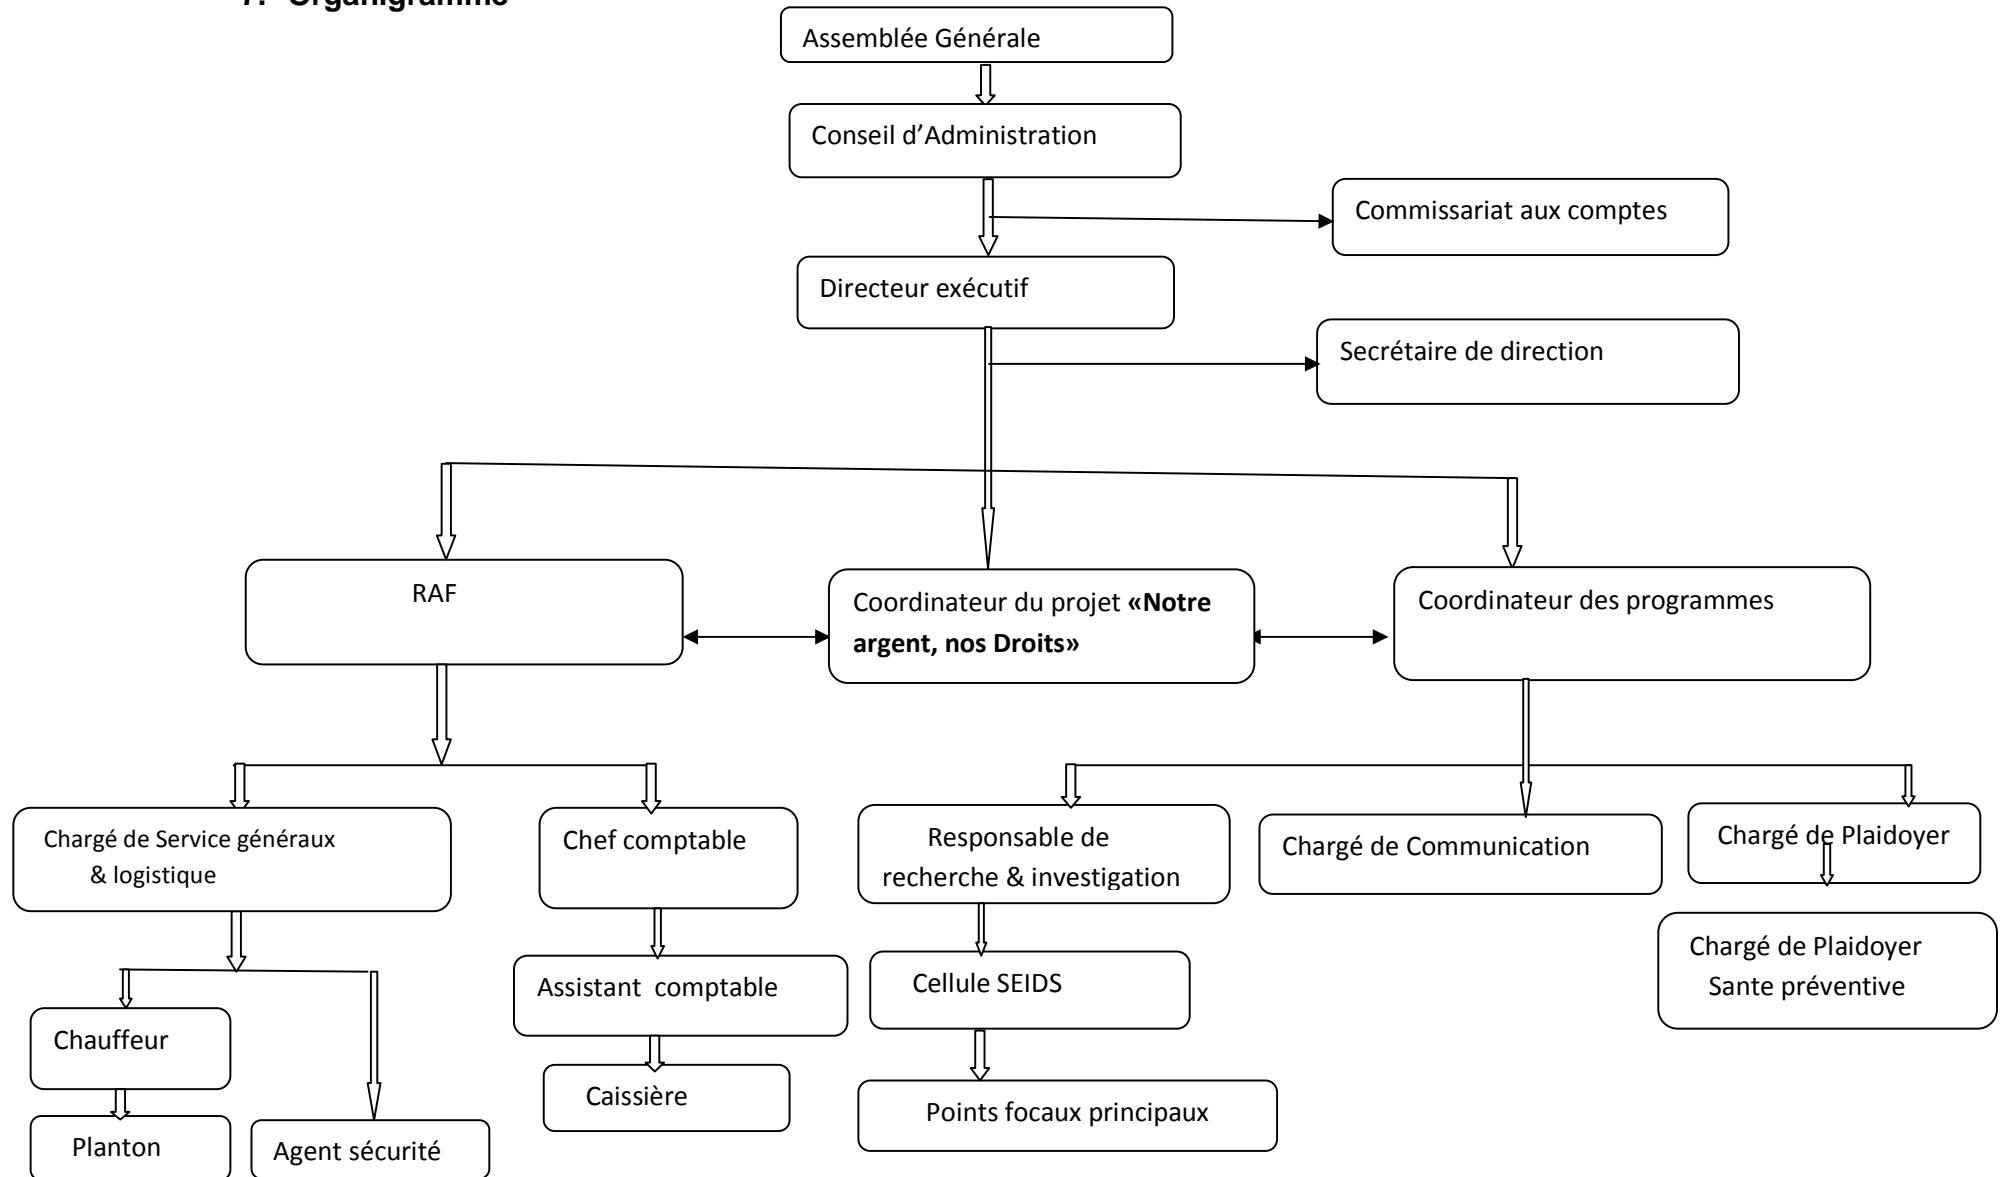 7. Organigramme
Assemblée Générale
Conseil d’Administration
Commissariat aux comptes
Directeur exécutif
Secrétaire de direction
RAF
Coordinateur du projet «Notre
argent, nos Droits»
Coordinateur des programmes
Chargé de Service généraux
& logistique
Chef comptable
Responsable de
recherche & investigation
Chargé de Communication
Chargé de Plaidoyer
Assistant comptable
Cellule SEIDS
Chargé de Plaidoyer
Sante préventive
Chauffeur
Caissière
Points focaux principaux
Planton
Agent sécurité